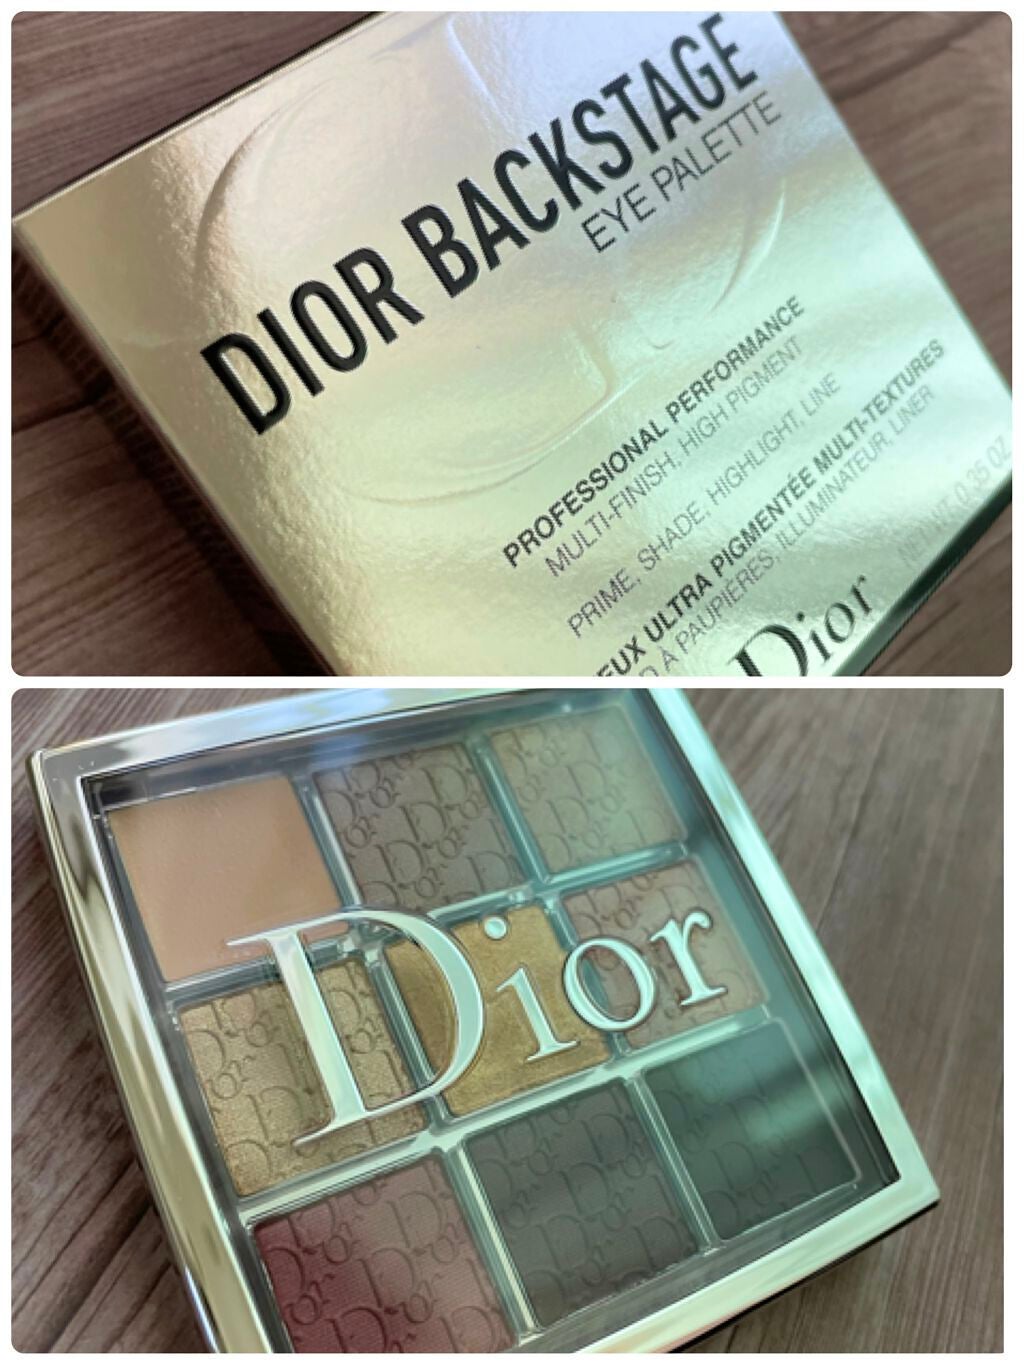 DIOR BACKSTAGE
EYE PALETTE
PROFESSIONAL PERFORMANCE
MULTI-FINISH, HIGH PIGMENT
PRIME, SHADE, HIGHLIGHT, LINE
EUX ULTRA PIGMENTÉE MULTI-TEXTURES
D À PAUPIÈRES, ILLUMINATEUR, LINER
NET WT. 0.35 OZ
Dior
Dior